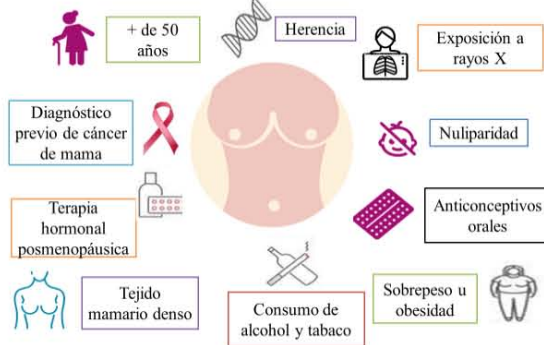 + de 50
años
Herencia
Exposición a
rayos X
Diagnóstico
previo de cáncer
de mama
Nuliparidad
Terapia
hormonal
posmenopáusica
Anticonceptivos
orales
Tejido
mamario denso
Consumo de
alcohol y tabaco
Sobrepeso u
obesidad